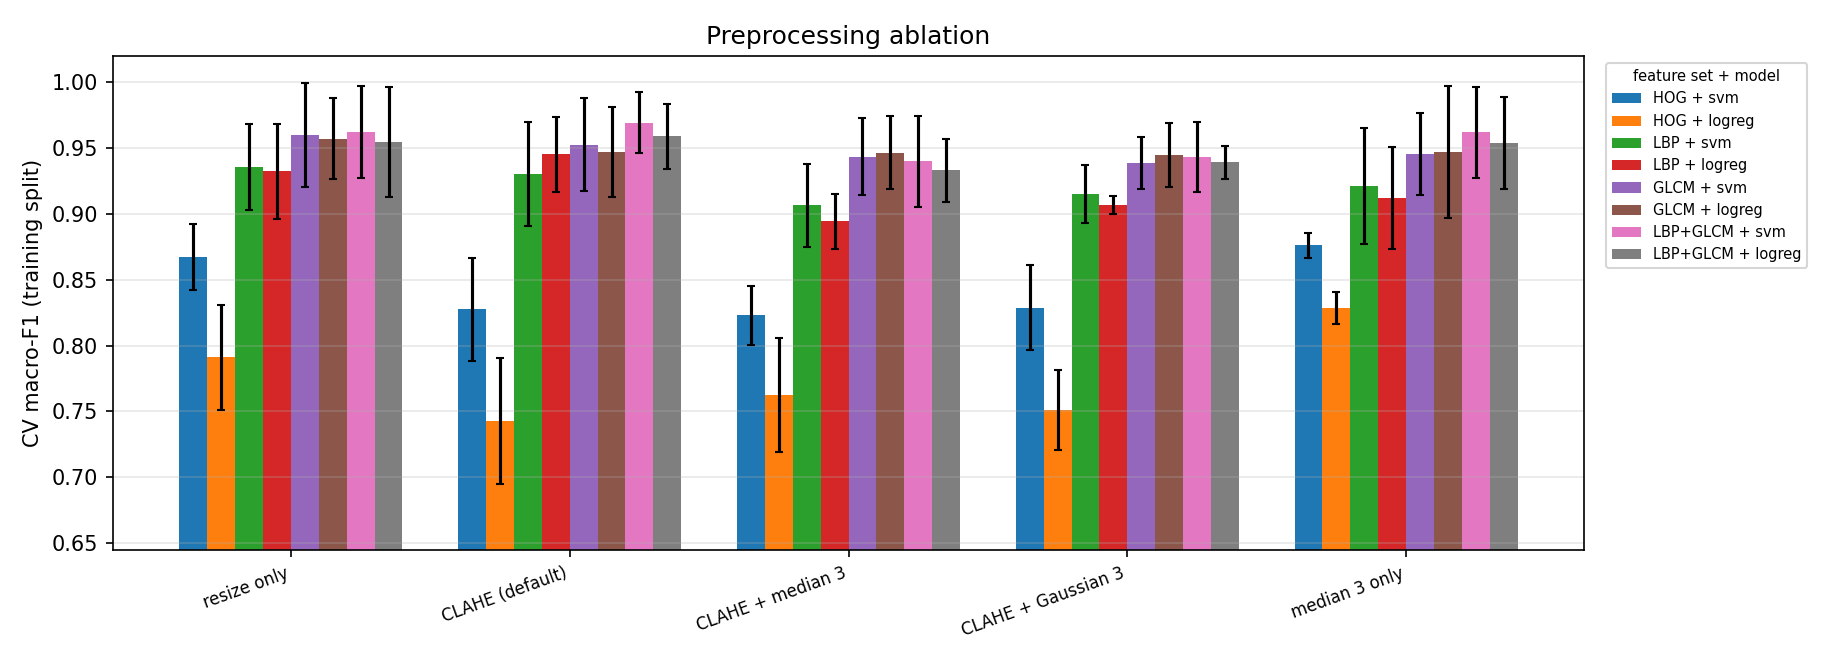 Preprocessing ablation
CV macro-F1 (training split)
1.00
0.95
0.90
0.85
0.80
0.75
0.70
0.65
resize only
CLAHE (default)
CLAHE + median 3
CLAHE + Gaussian 3
median 3 only
feature set + model
HOG + svm
HOG + logreg
LBP + svm
LBP + logreg
GLCM + svm
GLCM + logreg
LBP+GLCM + svm
LBP+GLCM + logreg